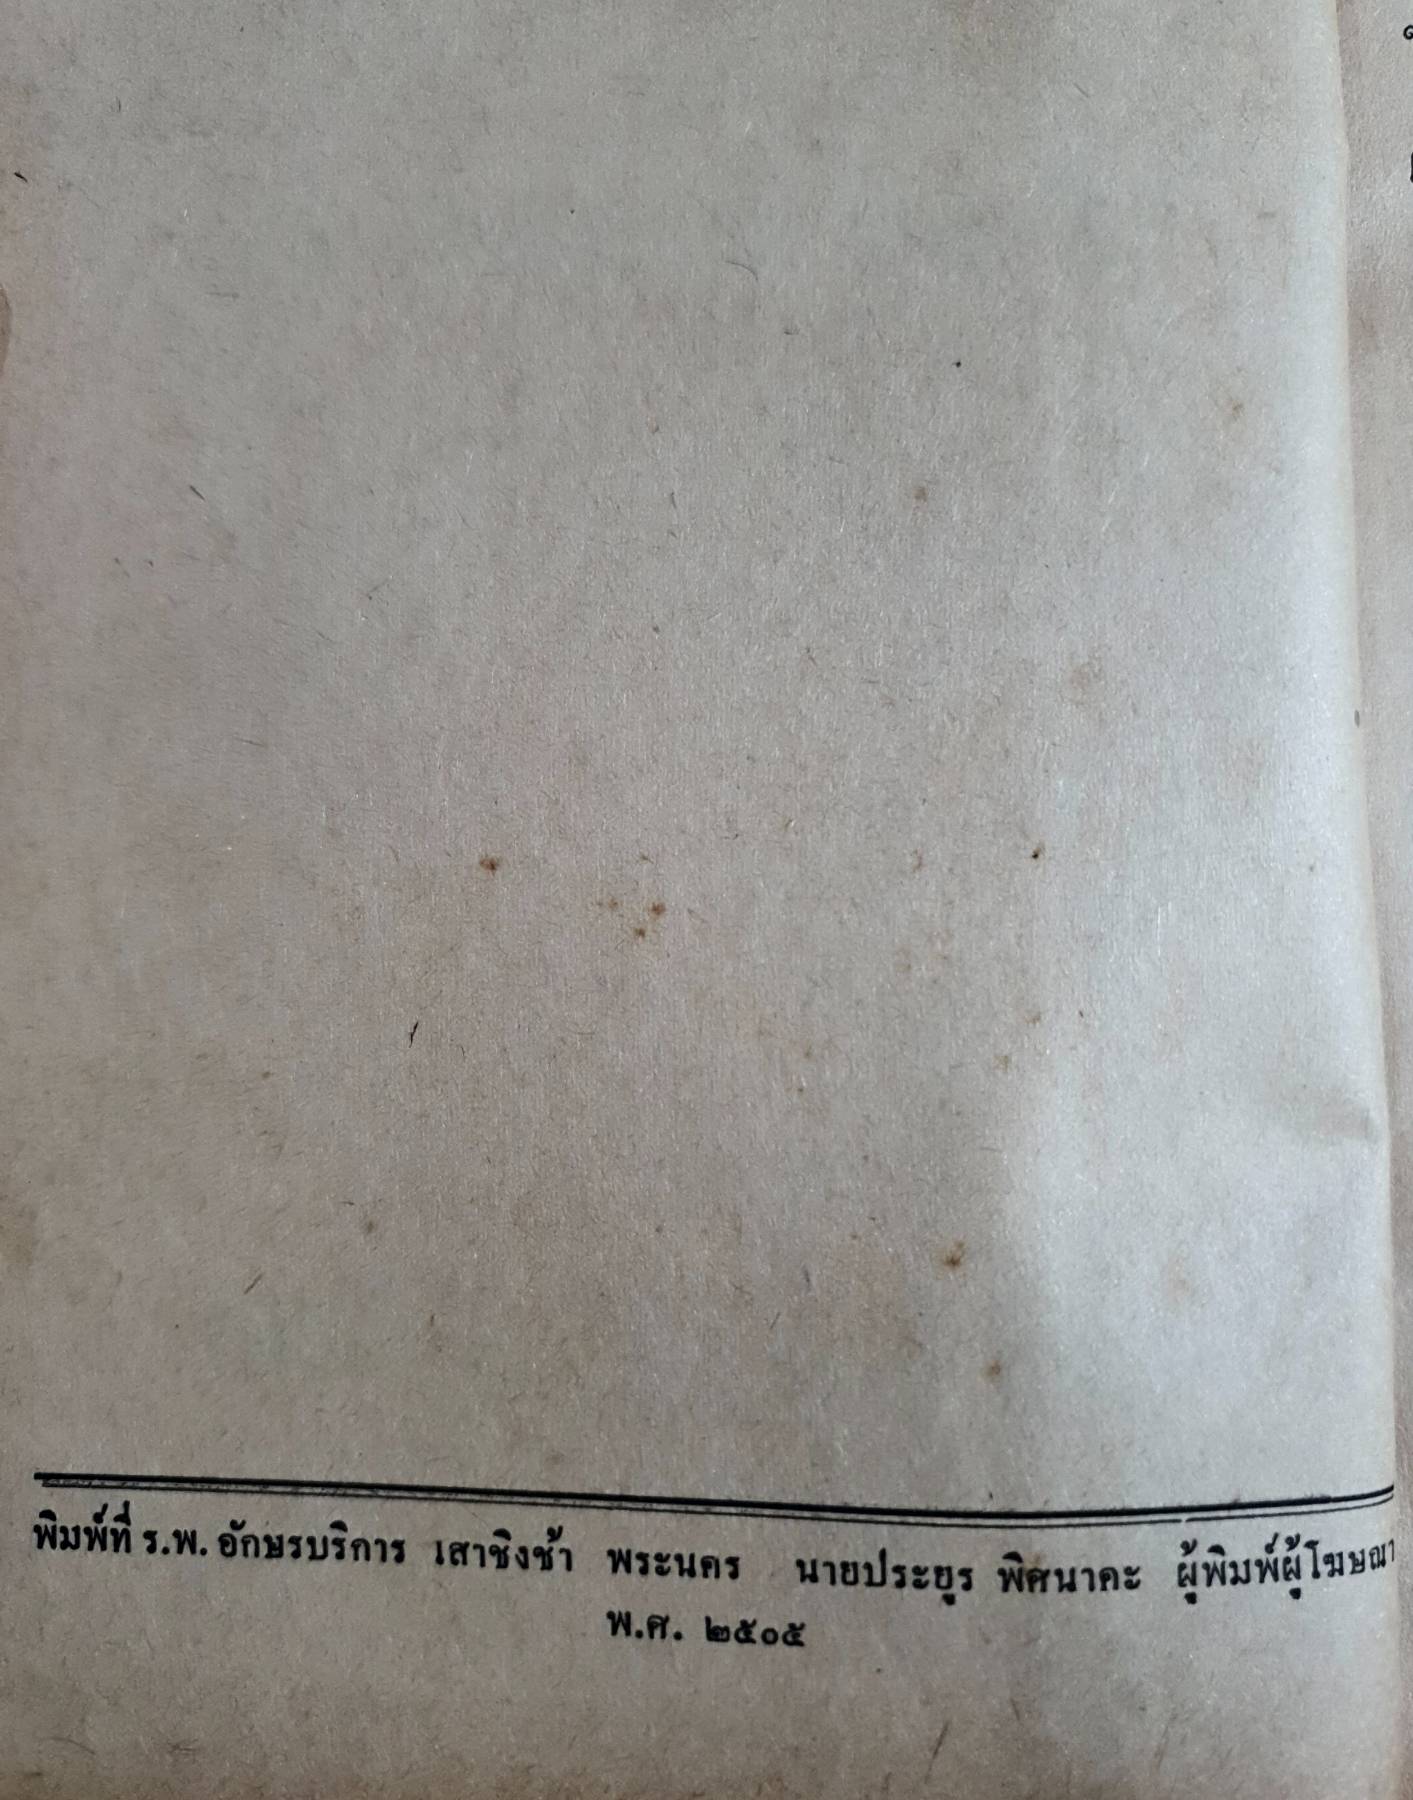 พิมพ์ที่ ร.พ. อักษรบริการ เสาชิงช้า พระนคร นายประยูร พิศนาคะ ผู้พิมพ์ผู้โฆษณา
พ.ศ. ๒๕๐๕